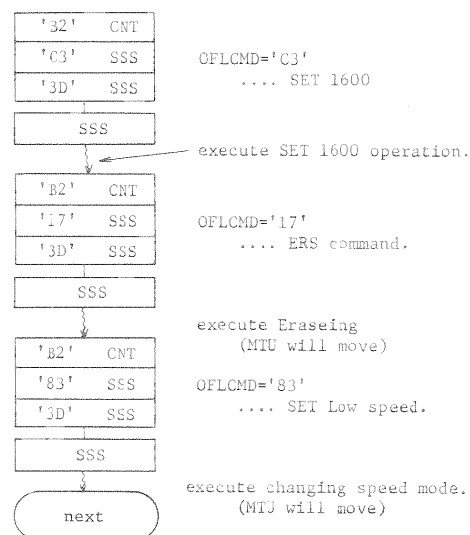 'B2' CNT
'C3' SSS
'3D' SSS
OFLCMD='C3'
.... SET 1600
SSS
execute SET 1600 operation.
'B2' CNT
'17' SSS
'3D' SSS
OFLCMD='17'
.... ERS command.
SSS
execute Eraseing
(MTU will move)
'B2' CNT
'83' SSS
'3D' SSS
OFLCMD='83'
.... SET Low speed.
SSS
execute changing speed mode.
(MTU will move)
next